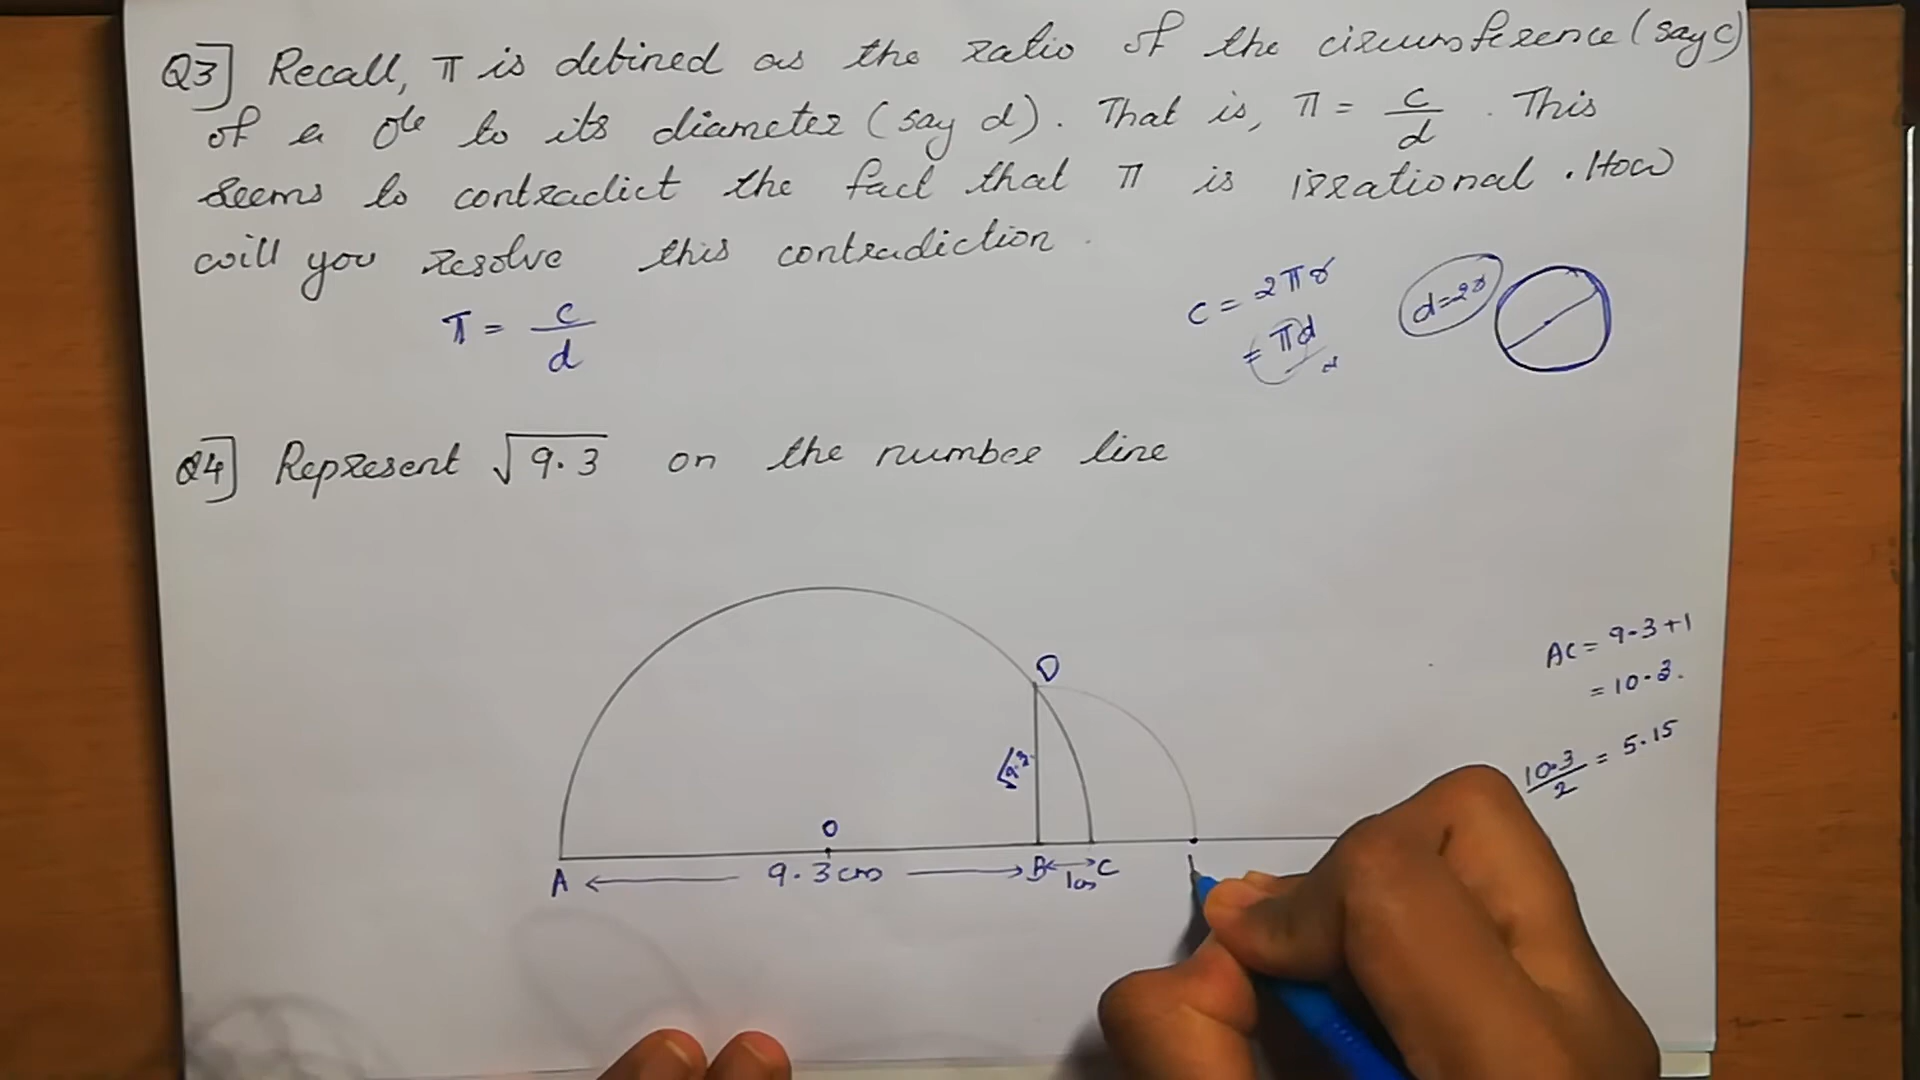 Q3] Recall, π is defined as the ratio of the circumference (say c)
of a ole to its diameter (say d). That is, π = c/d. This
seems to contradict the fact that π is irrational. How
will you resolve this contradiction.
π = c/d
c = 2πr
= πd
d=2r
Q4] Represent √9.3 on the number line
D
√9.3
O
A ← 9.3cm → B ↔ C
AC = 9.3+1
= 10.3.
10.3/2 = 5.15